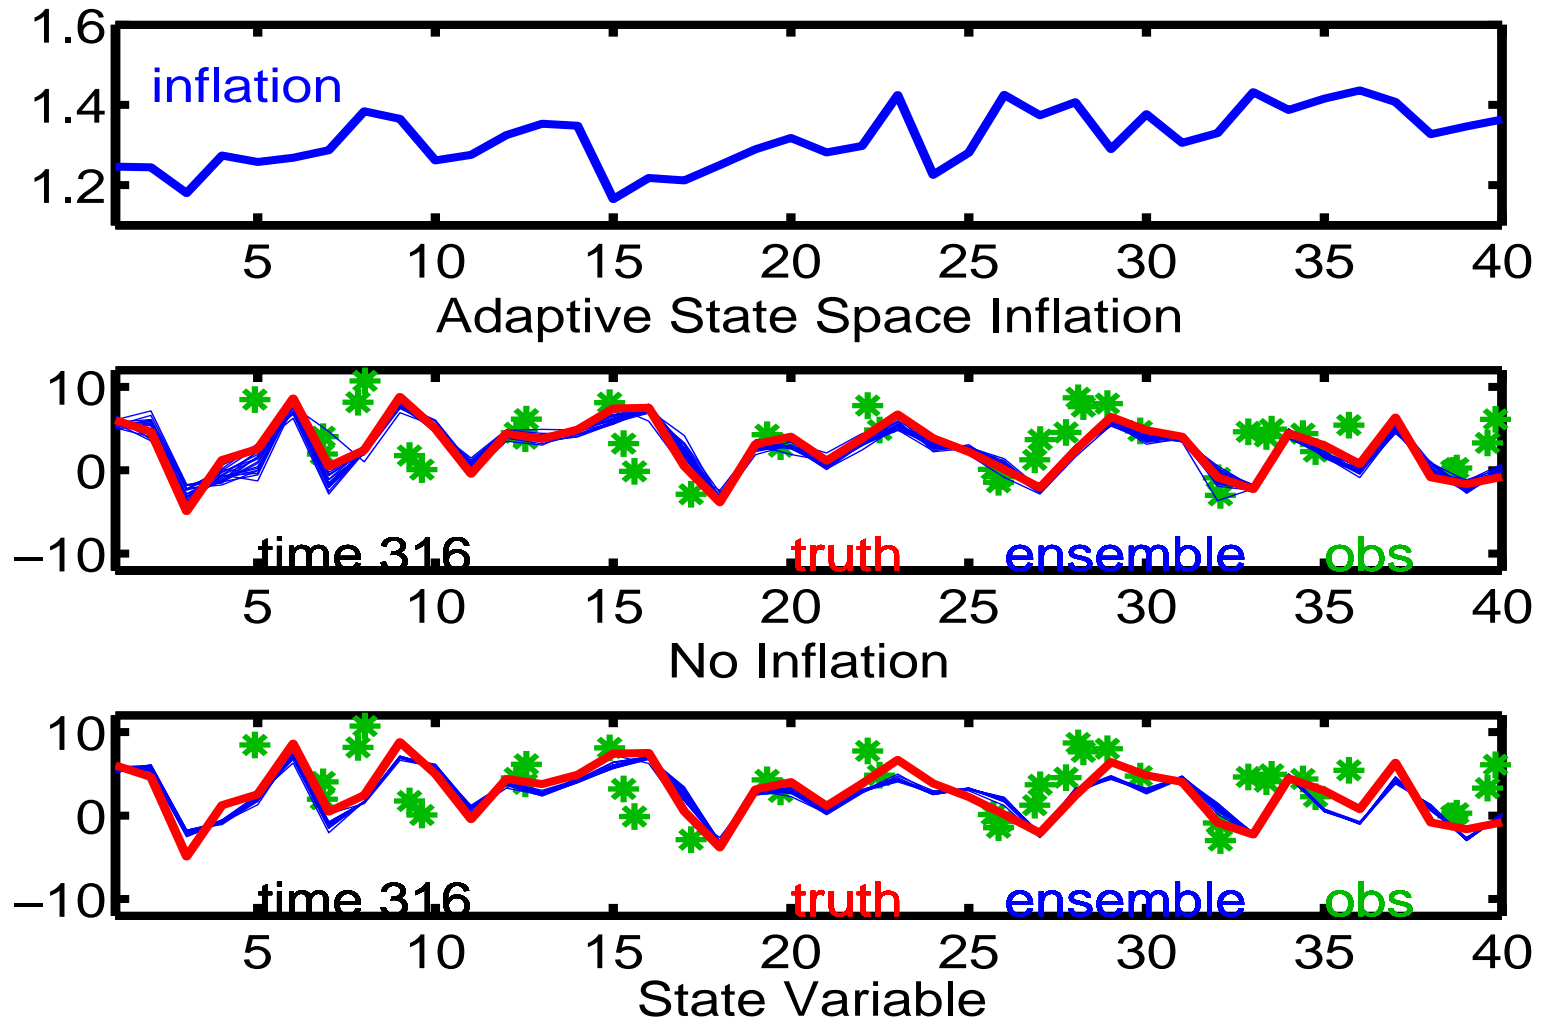 1.6
inflation
1.4
1.2
5 10 15 20 25 30 35 40
Adaptive State Space Inflation
10
0
−10
time 316 truth ensemble obs
5 10 15 20 25 30 35 40
No Inflation
10
0
−10
time 316 truth ensemble obs
5 10 15 20 25 30 35 40
State Variable